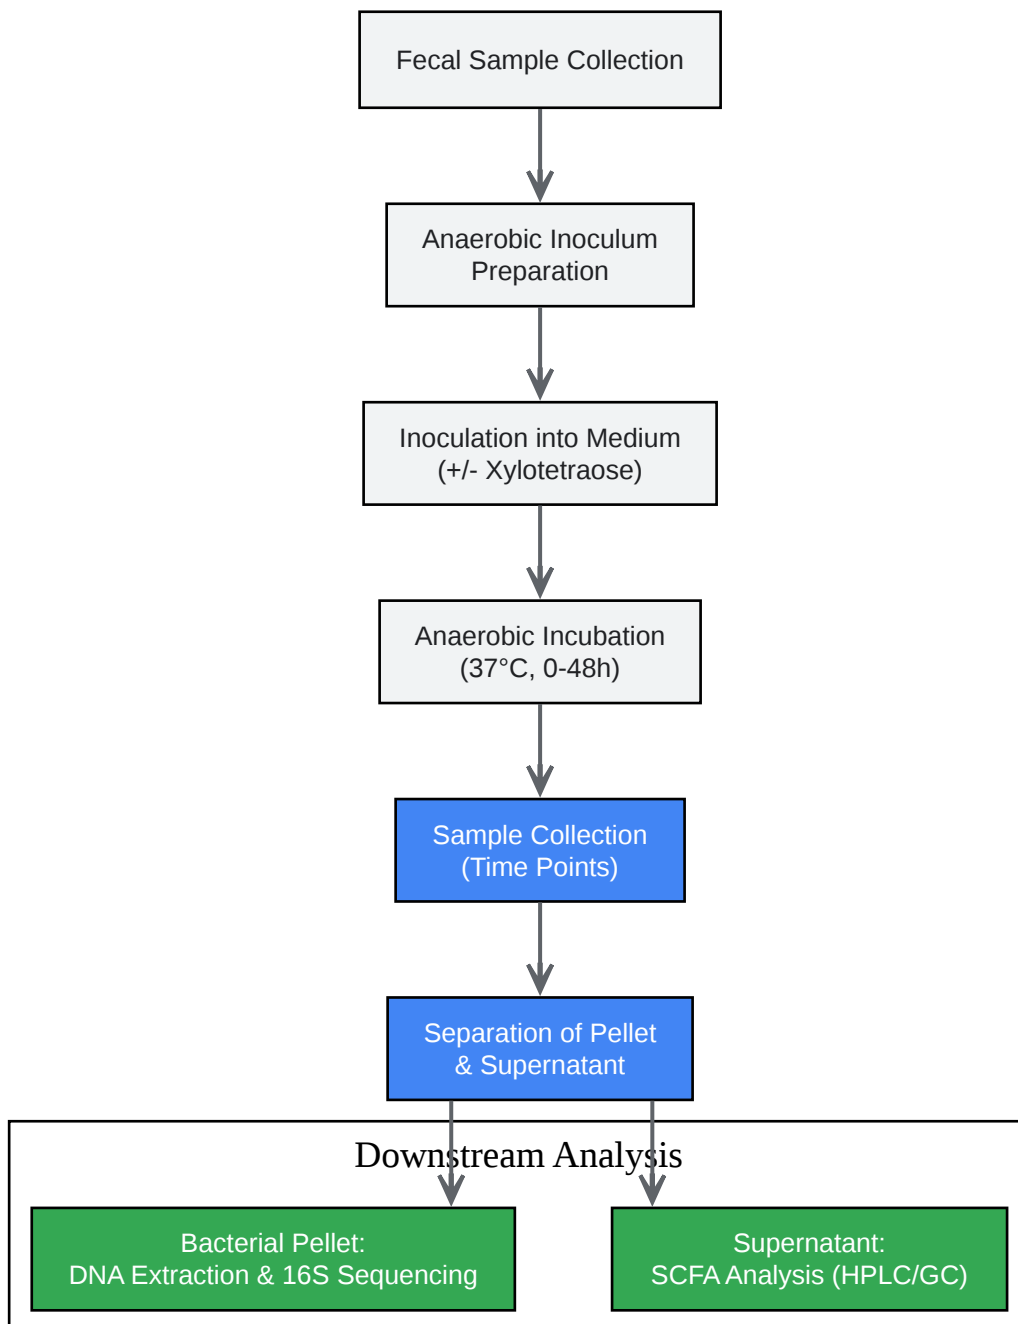 Fecal Sample Collection
Anaerobic Inoculum
Preparation
Inoculation into Medium
(+/- Xylotetraose)
Anaerobic Incubation
(37°C, 0-48h)
Sample Collection
(Time Points)
Separation of Pellet
& Supernatant
Downstream Analysis
Bacterial Pellet:
DNA Extraction & 16S Sequencing
Supernatant:
SCFA Analysis (HPLC/GC)